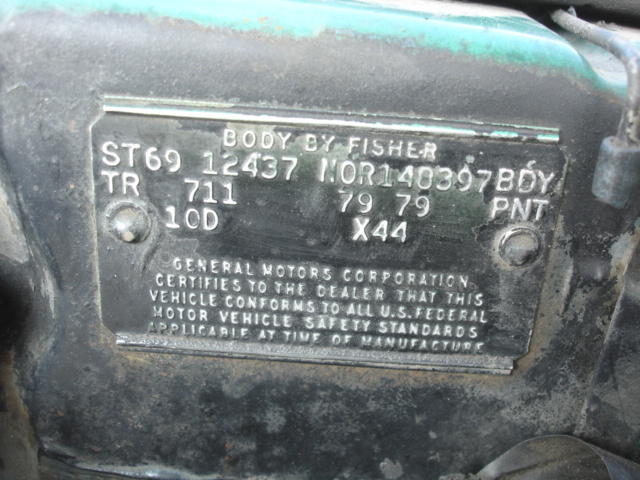 BODY BY FISHER
ST69 12437 NOR140397BDY
TR 711 79 79 PNT
10D X44
GENERAL MOTORS CORPORATION
CERTIFIES TO THE DEALER THAT THIS
VEHICLE CONFORMS TO ALL U.S. FEDERAL
MOTOR VEHICLE SAFETY STANDARDS
APPLICABLE AT TIME OF MANUFACTURE